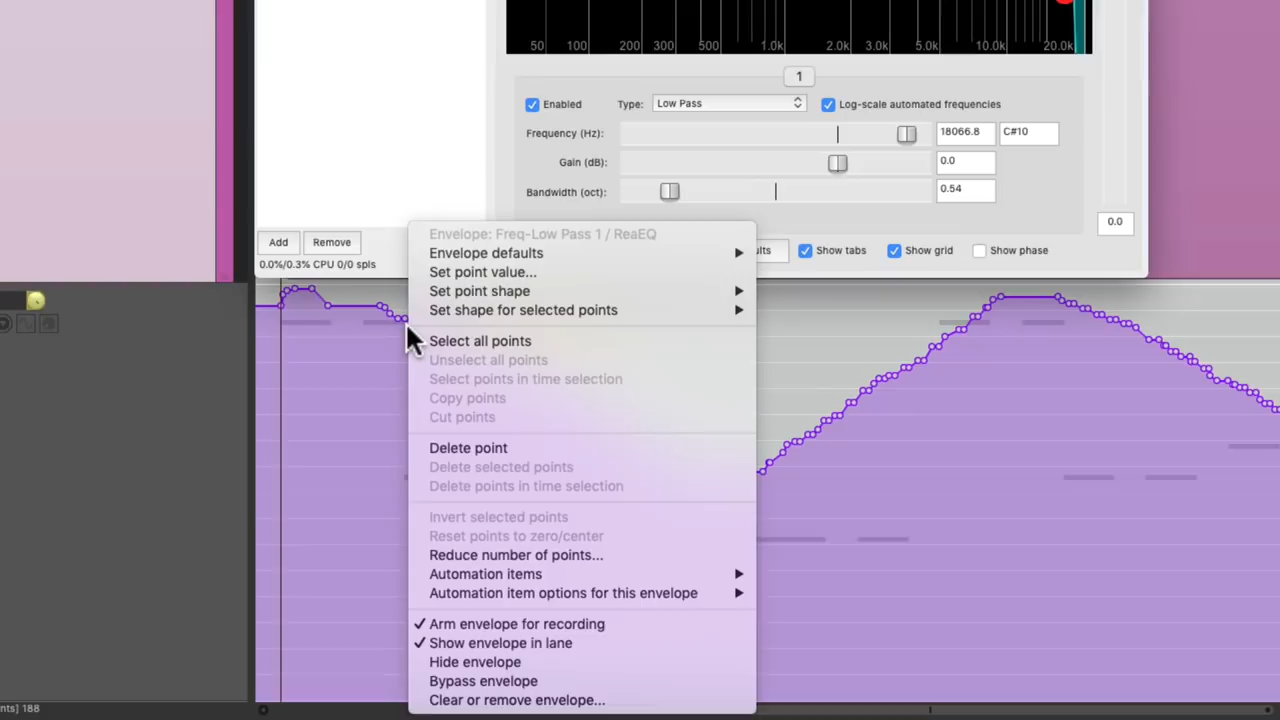 50 100 200 300 500 1.0k 2.0k 3.0k 5.0k 10.0k 20.0k
1
Enabled Type: Low Pass Log-scale automated frequencies
Frequency (Hz): 18066.8 C#10
Gain (dB): 0.0
Bandwidth (oct): 0.54
0.0
Add Remove
Show tabs Show grid Show phase
0.0%/0.3% CPU 0/0 spls
Envelope: Freq-Low Pass 1 / ReaEQ
Envelope defaults
Set point value...
Set point shape
Set shape for selected points
Select all points
Unselect all points
Select points in time selection
Copy points
Cut points
Delete point
Delete selected points
Delete points in time selection
Invert selected points
Reset points to zero/center
Reduce number of points...
Automation items
Automation item options for this envelope
Arm envelope for recording
Show envelope in lane
Hide envelope
Bypass envelope
Clear or remove envelope...
188